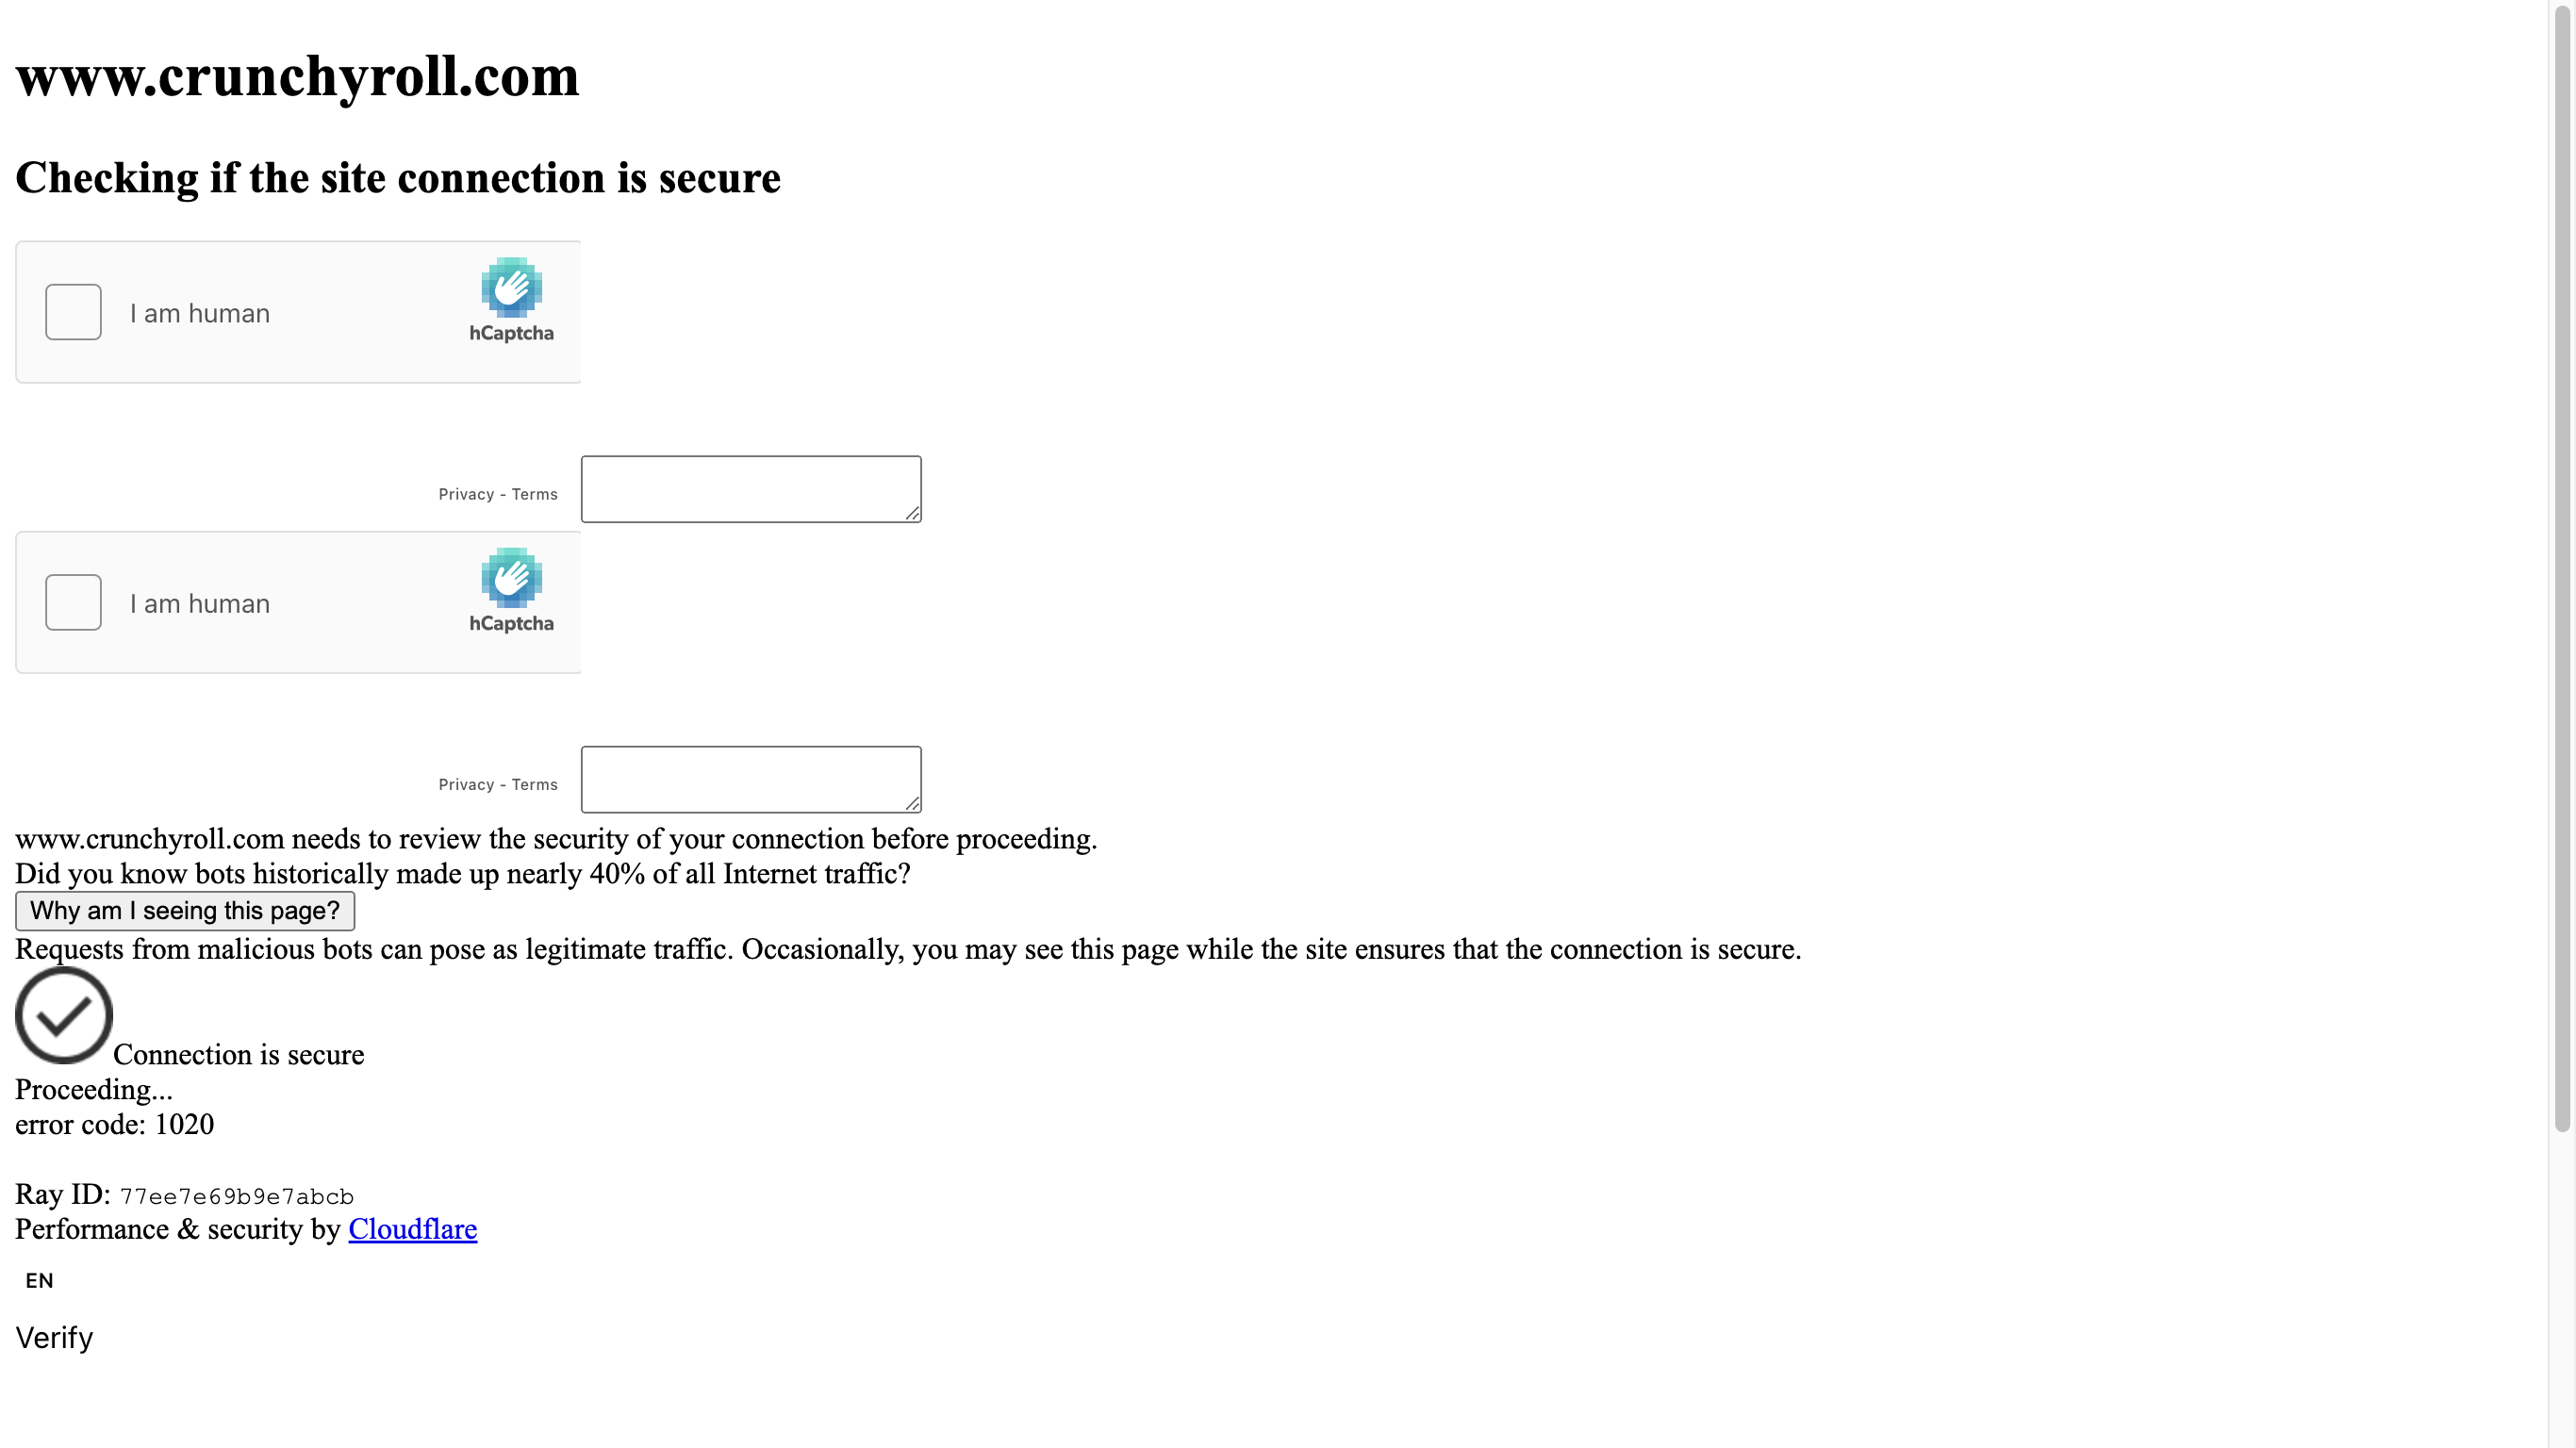 www.crunchyroll.com
Checking if the site connection is secure
I am human
hCaptcha
Privacy - Terms
I am human
hCaptcha
Privacy - Terms
www.crunchyroll.com needs to review the security of your connection before proceeding.
Did you know bots historically made up nearly 40% of all Internet traffic?
Why am I seeing this page?
Requests from malicious bots can pose as legitimate traffic. Occasionally, you may see this page while the site ensures that the connection is secure.
Connection is secure
Proceeding...
error code: 1020
Ray ID: 77ee7e69b9e7abcb
Performance & security by Cloudflare
EN
Verify